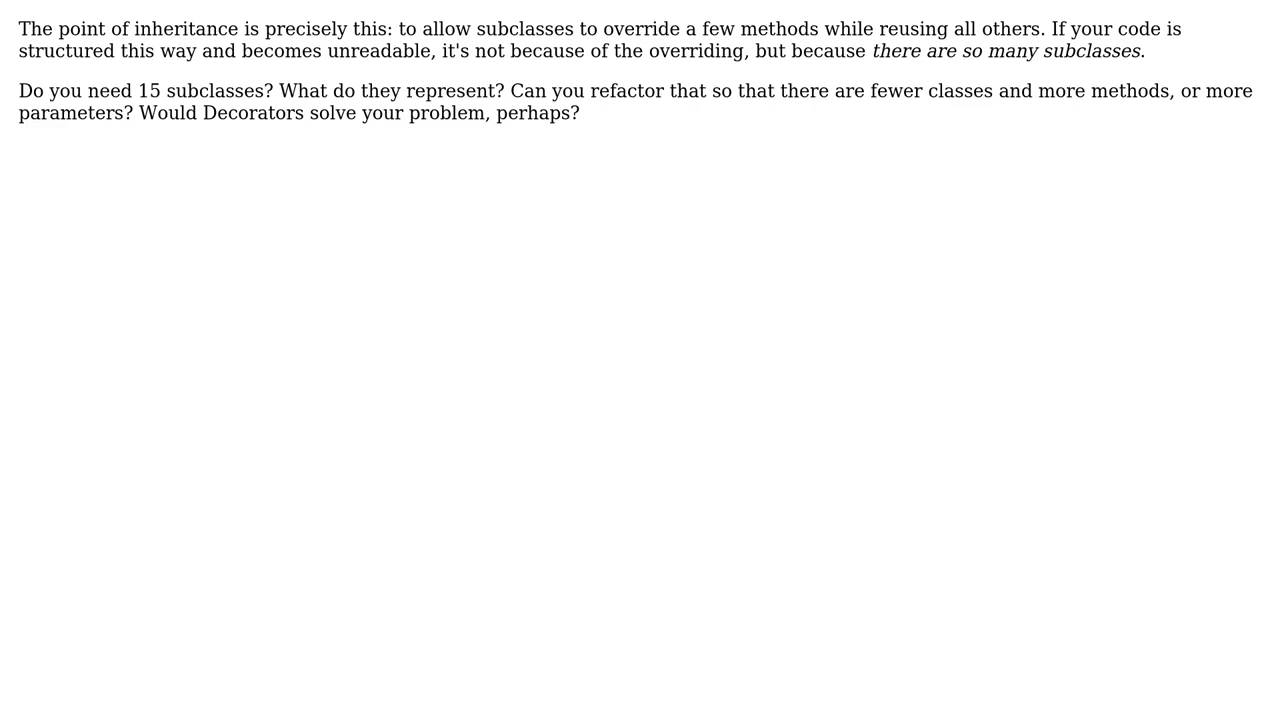 The point of inheritance is precisely this: to allow subclasses to override a few methods while reusing all others. If your code is
structured this way and becomes unreadable, it's not because of the overriding, but because there are so many subclasses.
Do you need 15 subclasses? What do they represent? Can you refactor that so that there are fewer classes and more methods, or more
parameters? Would Decorators solve your problem, perhaps?